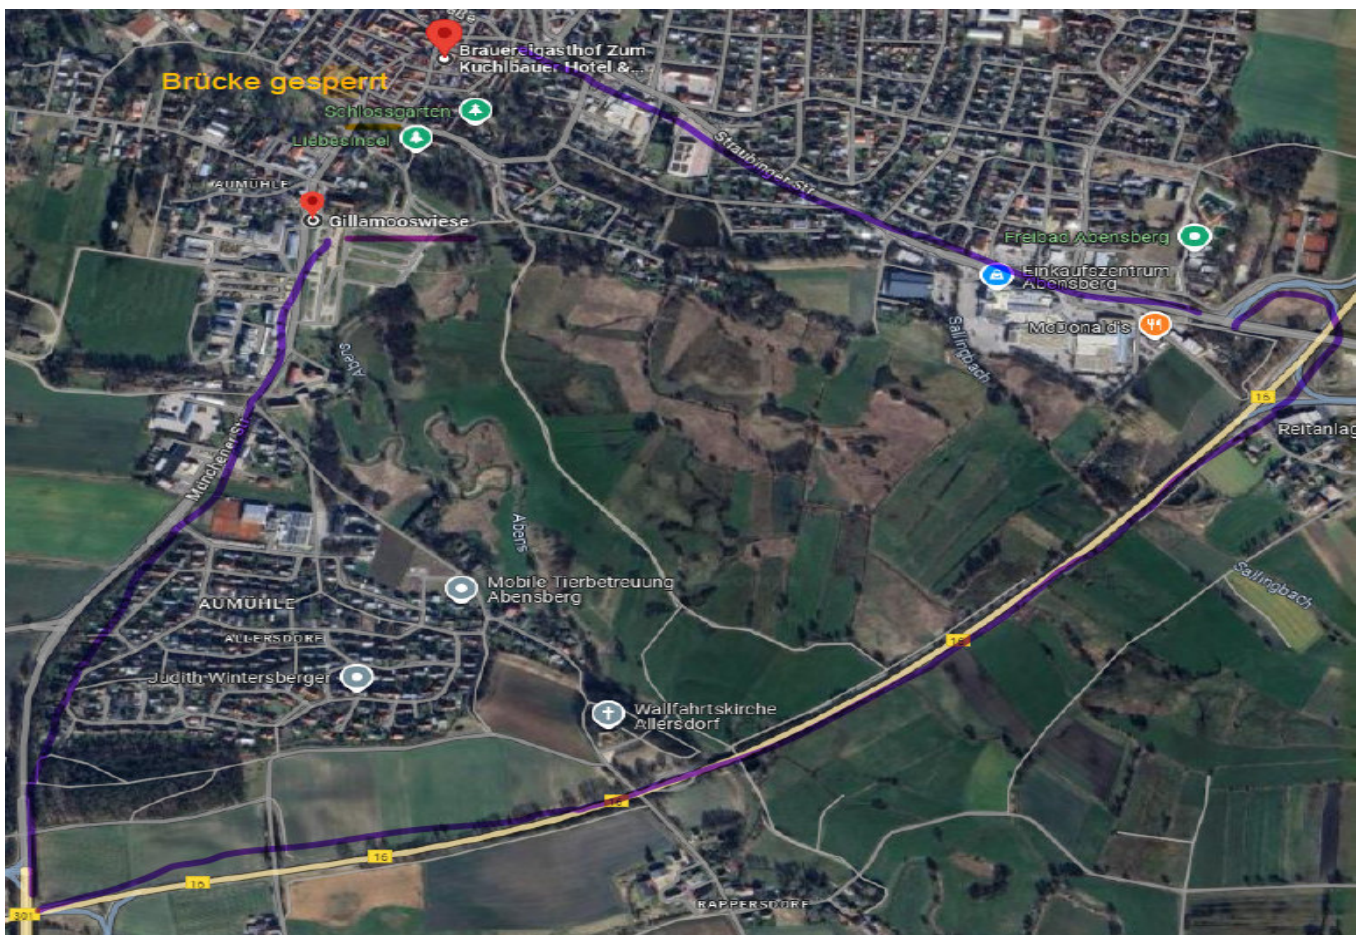 aße
Brauereigasthof Zum
Kuchlbauer Hotel &...
Brücke gesperrt
Schlossgarten
Liebesinsel
Straubinger Str.
AUMÜHLE
Gillamooswiese
Freibad Abensberg
Einkaufszentrum
Abensberg
McDonald's
Sallingbach
Abens
16
Reitanlag
Münchener Str.
Abens
Mobile Tierbetreuung
Abensberg
Sallingbach
AUMÜHLE
ALLERSDORF
16
Judith Wintersberger
Wallfahrtskirche
Allersdorf
16
16
16
RAPPERSDORF
301